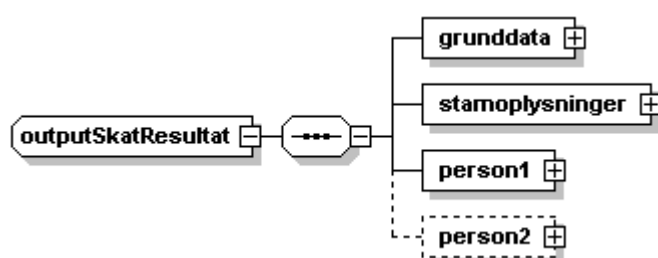 grunddata
stamoplysninger
outputSkatResultat
person1
person2